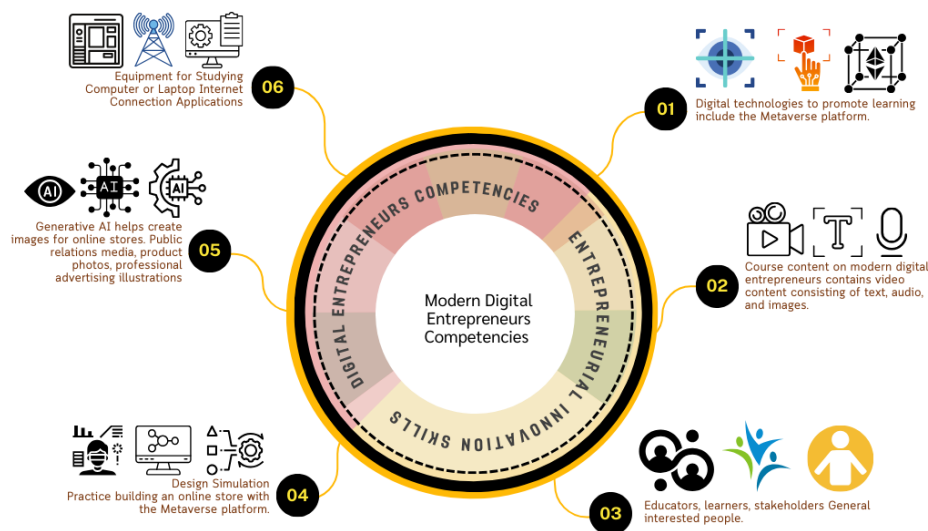 01
Digital technologies to promote learning
include the Metaverse platform.
T
02
Course content on modern digital
entrepreneurs contains video
content consisting of text, audio,
and images.
03
Educators, learners, stakeholders General
interested people.
04
Design Simulation
Practice building an online store with
the Metaverse platform.
AI
AI
AI
05
Generative AI helps create
images for online stores. Public
relations media, product
photos, professional
advertising illustrations
06
Equipment for Studying
Computer or Laptop Internet
Connection Applications
DIGITAL ENTREPRENEURS COMPETENCIES
ENTREPRENEURIAL INNOVATION SKILLS
Modern Digital
Entrepreneurs
Competencies